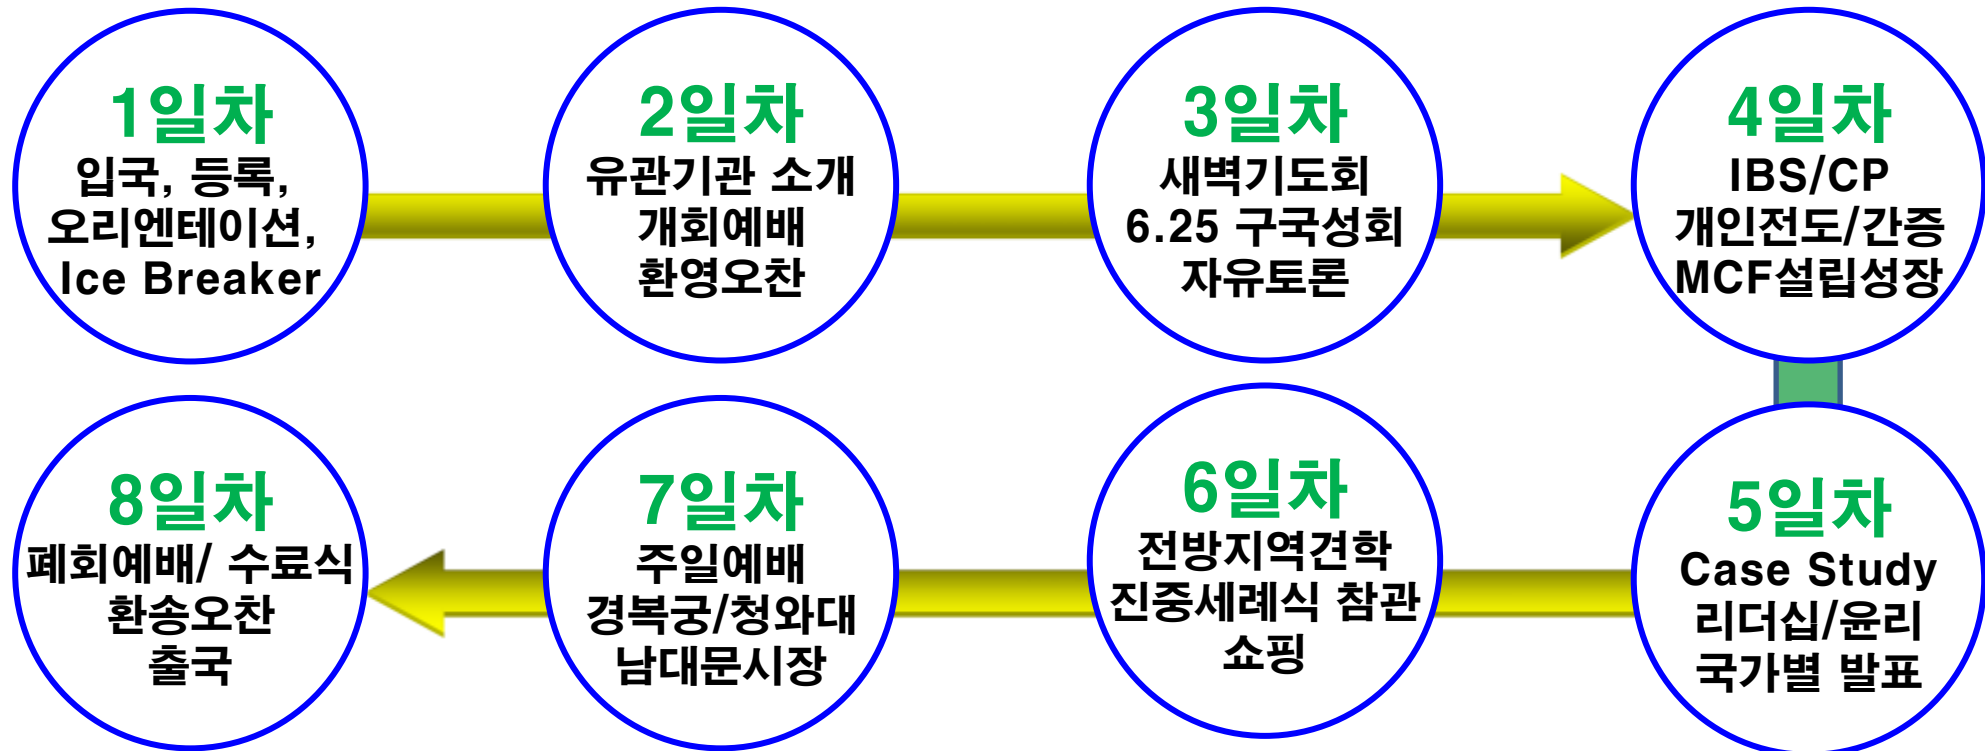 1일차
입국, 등록,
오리엔테이션,
Ice Breaker
2일차
유관기관 소개
개회예배
환영오찬
3일차
새벽기도회
6.25 구국성회
자유토론
4일차
IBS/CP
개인전도/간증
MCF설립성장
5일차
Case Study
리더십/윤리
국가별 발표
6일차
전방지역견학
진중세례식 참관
쇼핑
7일차
주일예배
경복궁/청와대
남대문시장
8일차
폐회예배/ 수료식
환송오찬
출국